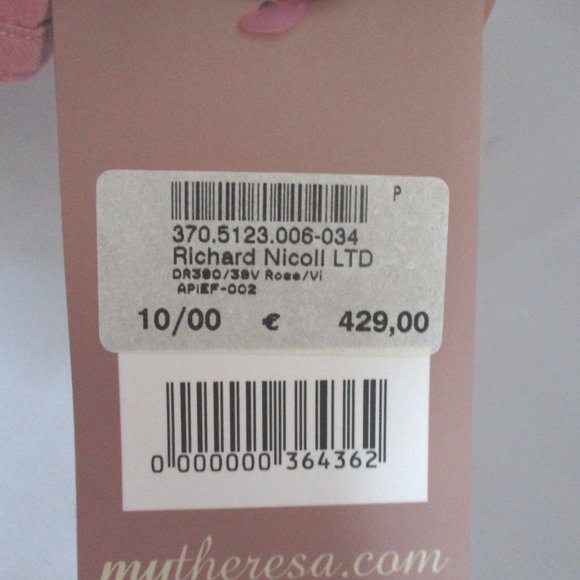 P
370.5123.006-034
Richard Nicoll LTD
DR390/39V Rose/Vi
APIEF-002
10/00 € 429,00
0 000000 364362
mytheresa.com